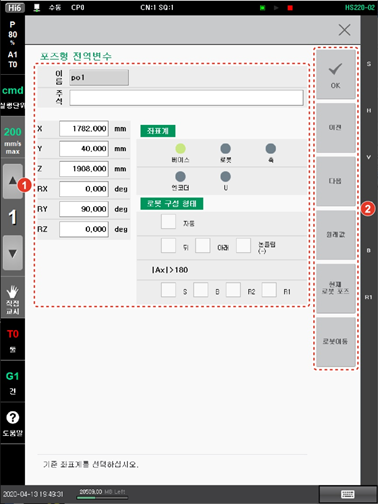 Hi6 수동 CP0 CN:1 SQ:1 HS220-02
P
80
%
A1
T0
cmd
실행단위
200
mm/s
max
1
직접
교시
T0
툴
G1
건
도움말
포즈형 전역변수
이
름
po1
주
석
X 1782,000 mm
Y 40,000 mm
Z 1908,000 mm
RX 0,000 deg
RY 90,000 deg
RZ 0,000 deg
좌표계
베이스 로봇 축
엔코더 U
로봇 구성 형태
자동
뒤 아래 논플립
(-)
|Ax|>180
S B R2 R1
1
2
OK
이전
다음
원래값
현재
로봇 포즈
로봇이동
S
H
V
B
R1
기준 좌표계를 선택하십시오.
2020-04-13 19:49:31 28509,03 MB Left